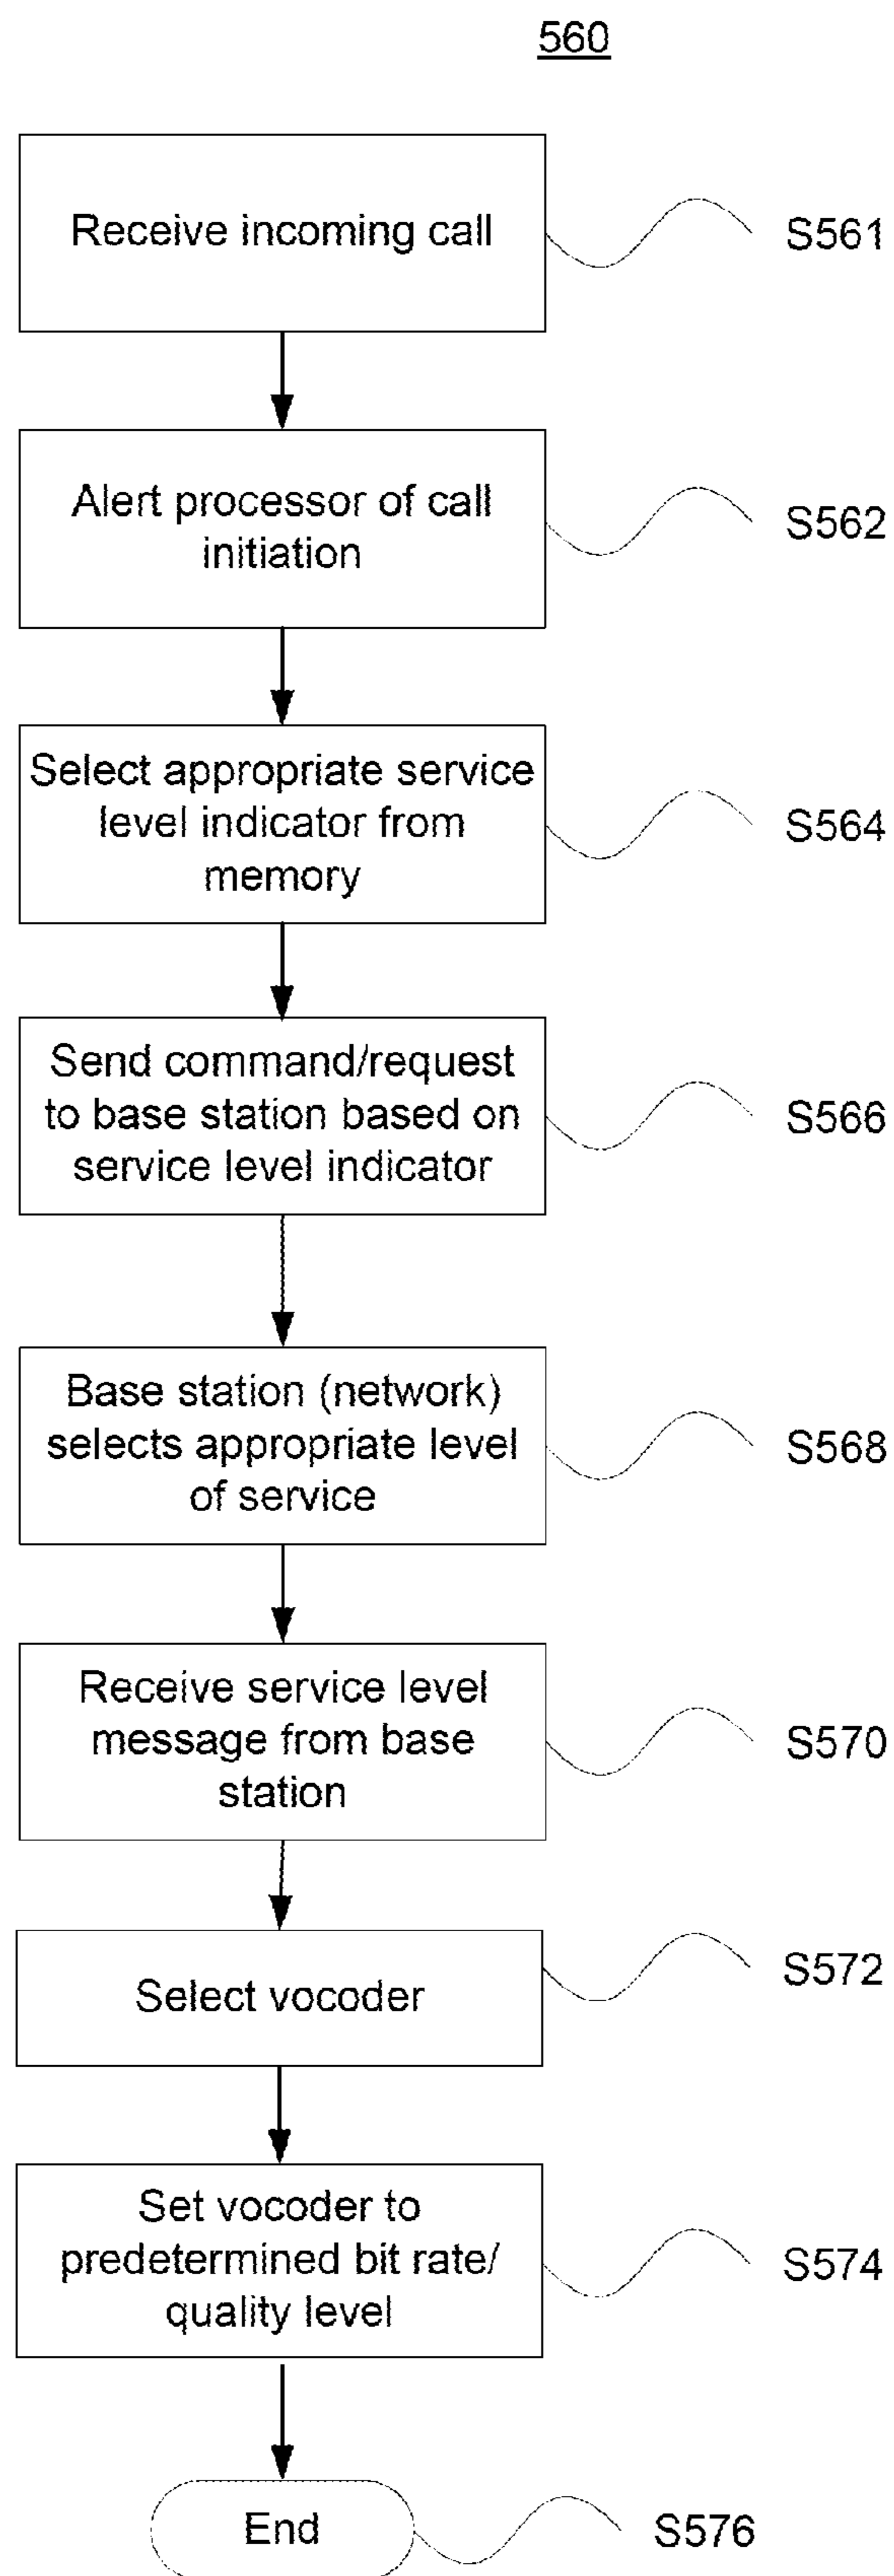 560
Receive incoming call
S561
Alert processor of call
initiation
S562
Select appropriate service
level indicator from
memory
S564
Send command/request
to base station based on
service level indicator
S566
Base station (network)
selects appropriate level
of service
S568
Receive service level
message from base
station
S570
Select vocoder
S572
Set vocoder to
predetermined bit rate/
quality level
S574
End
S576